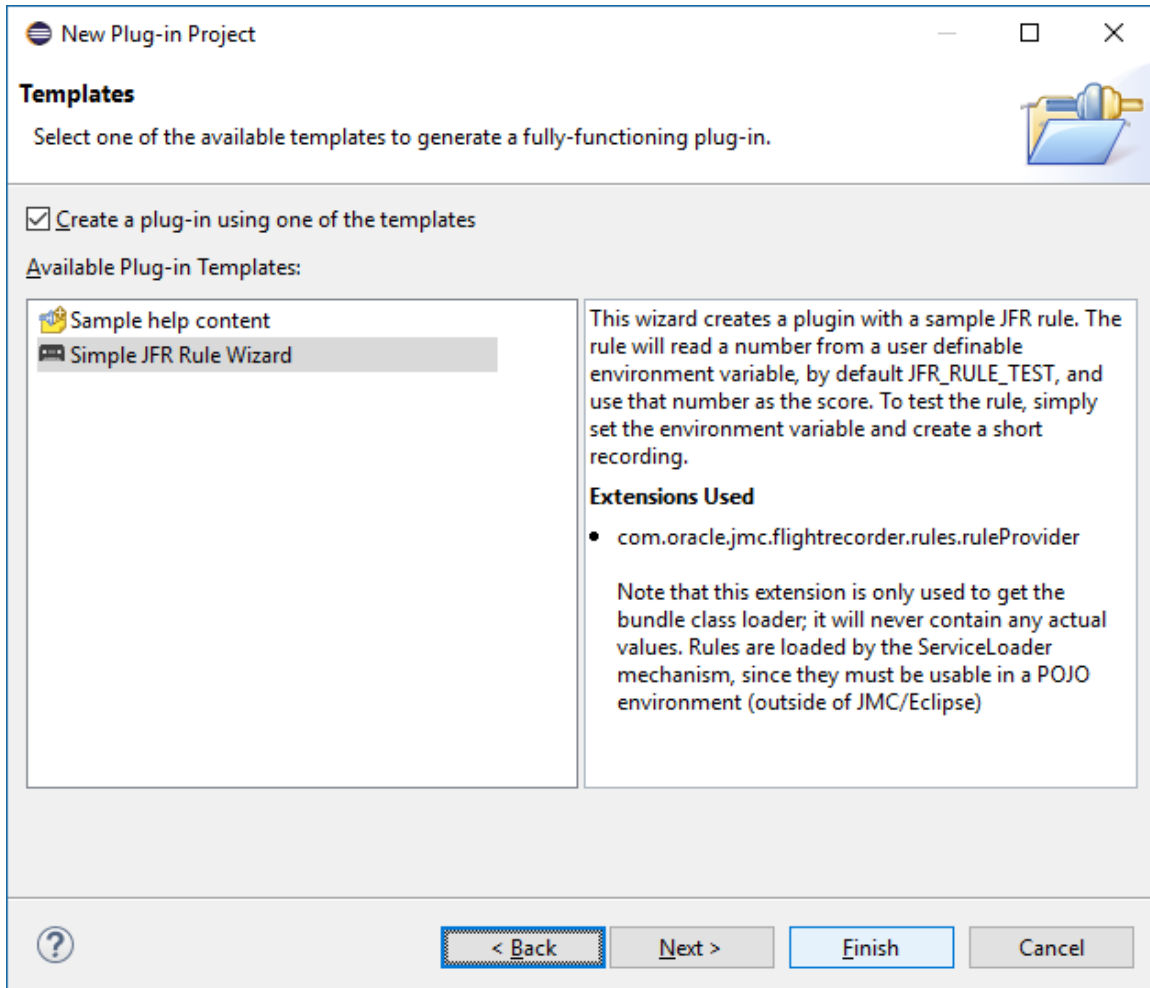 New Plug-in Project
Templates
Select one of the available templates to generate a fully-functioning plug-in.
Create a plug-in using one of the templates
Available Plug-in Templates:
Sample help content
Simple JFR Rule Wizard
This wizard creates a plugin with a sample JFR rule. The
rule will read a number from a user definable
environment variable, by default JFR_RULE_TEST, and
use that number as the score. To test the rule, simply
set the environment variable and create a short
recording.
Extensions Used
• com.oracle.jmc.flightrecorder.rules.ruleProvider
Note that this extension is only used to get the
bundle class loader; it will never contain any actual
values. Rules are loaded by the ServiceLoader
mechanism, since they must be usable in a POJO
environment (outside of JMC/Eclipse)
?
< Back
Next >
Finish
Cancel